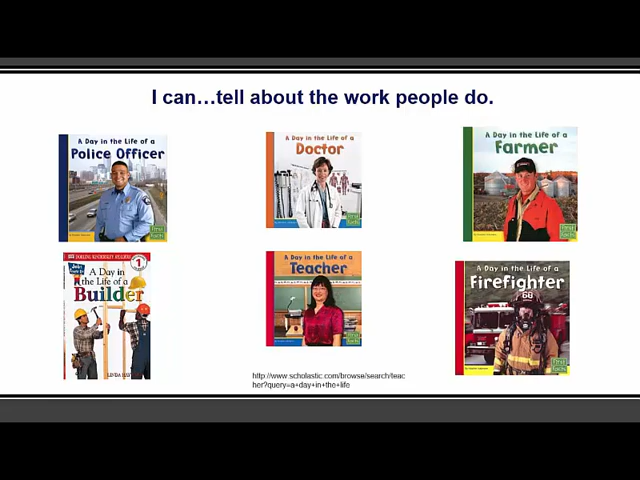 I can…tell about the work people do.
A Day in the Life of a
Police Officer
A Day in the Life of a
Doctor
A Day in the Life of a
Farmer
1
A Day in
the Life of a
Builder
A Day in the Life of a
Teacher
A Day in the Life of a
Firefighter
68
http://www.scholastic.com/browse/search/teac
her?query=a+day+in+the+life